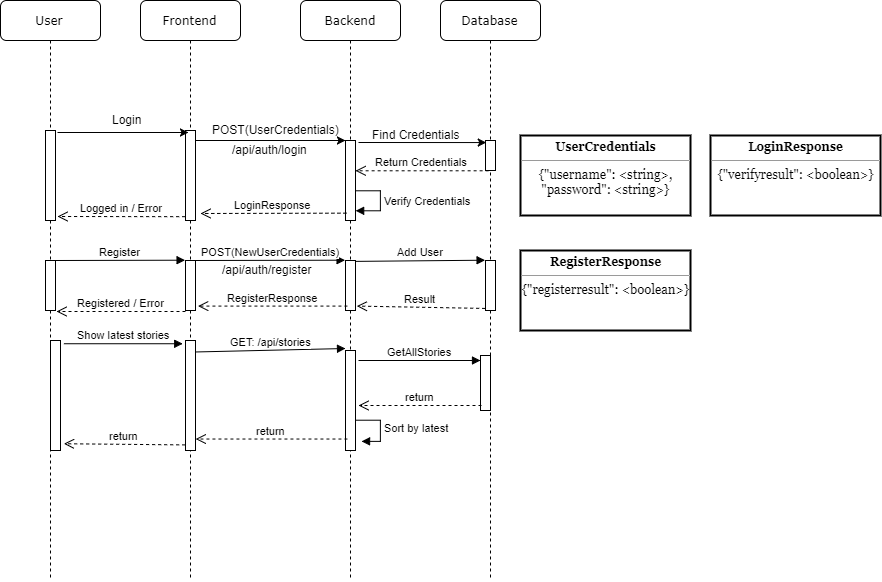 User
Frontend
Backend
Database
Login
POST(UserCredentials)
/api/auth/login
Find Credentials
Return Credentials
Verify Credentials
LoginResponse
Logged in / Error
UserCredentials
{"username": <string>,
"password": <string>}
LoginResponse
{"verifyresult": <boolean>}
Register
POST(NewUserCredentials)
/api/auth/register
Add User
Result
RegisterResponse
Registered / Error
RegisterResponse
{"registerresult": <boolean>}
Show latest stories
GET: /api/stories
GetAllStories
return
Sort by latest
return
return